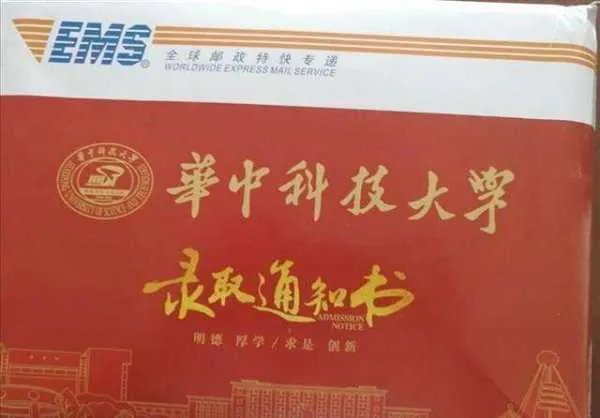 EMS
全球邮政特快专递
WORLDWIDE EXPRESS MAIL SERVICE
華中科技大學
录取通知书
ADMISSION
NOTICE
明德 厚学/求是 创新